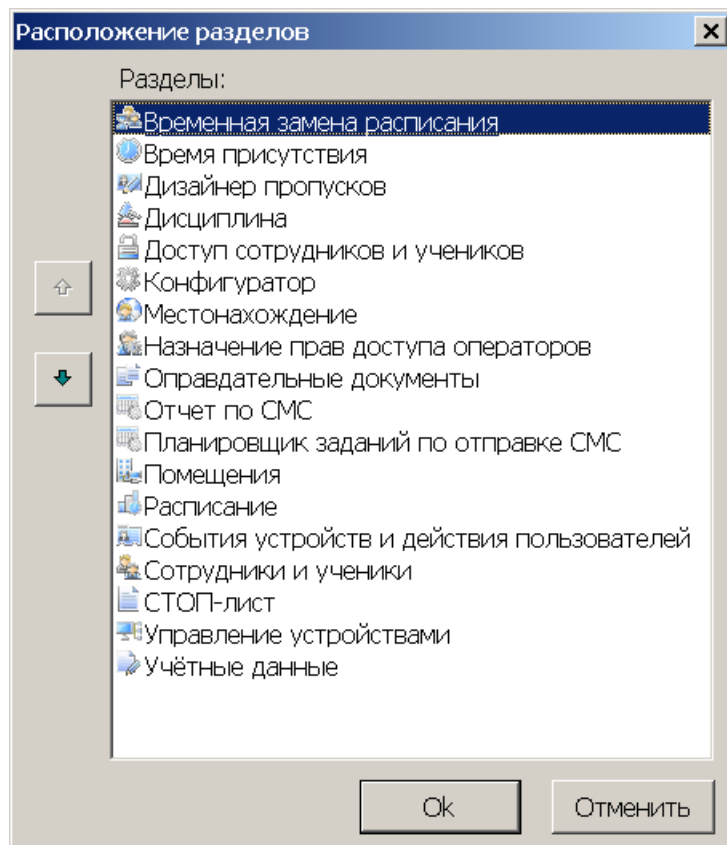 Расположение разделов
Разделы:
Временная замена расписания
Время присутствия
Дизайнер пропусков
Дисциплина
Доступ сотрудников и учеников
Конфигуратор
Местонахождение
Назначение прав доступа операторов
Оправдательные документы
Отчет по СМС
Планировщик заданий по отправке СМС
Помещения
Расписание
События устройств и действия пользователей
Сотрудники и ученики
СТОП-лист
Управление устройствами
Учётные данные
Ok Отменить